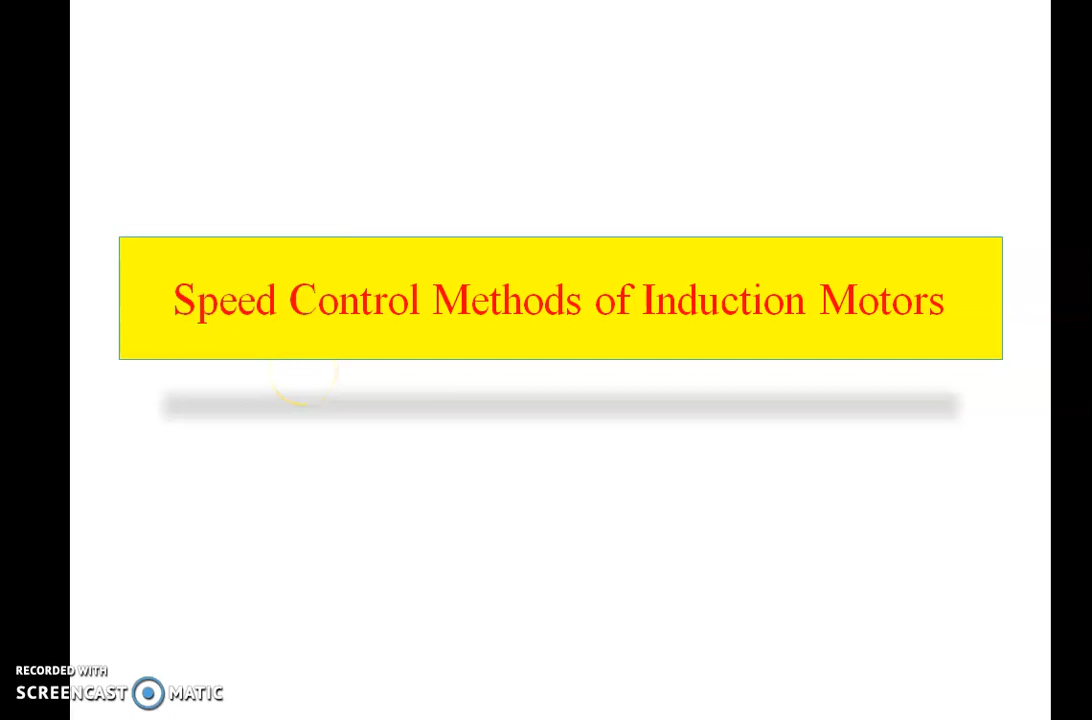 Speed Control Methods of Induction Motors
RECORDED WITH
SCREENCAST MATIC